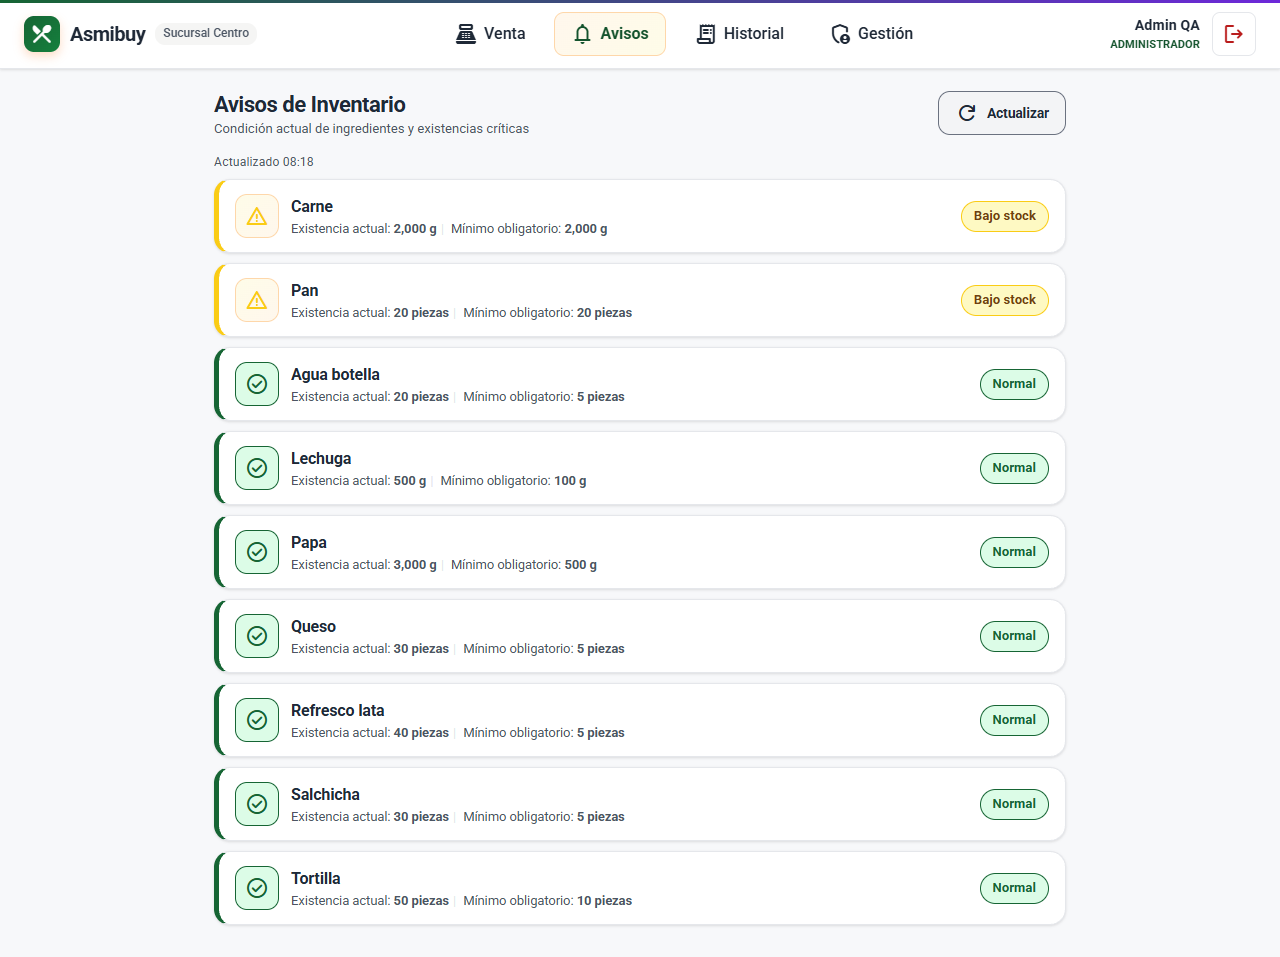 Asmibuy
Sucursal Centro
Venta
Avisos
Historial
Gestión
Admin QA
ADMINISTRADOR
Avisos de Inventario
Condición actual de ingredientes y existencias críticas
Actualizar
Actualizado 08:18
Carne
Existencia actual: 2,000 g Mínimo obligatorio: 2,000 g
Bajo stock
Pan
Existencia actual: 20 piezas Mínimo obligatorio: 20 piezas
Bajo stock
Agua botella
Existencia actual: 20 piezas Mínimo obligatorio: 5 piezas
Normal
Lechuga
Existencia actual: 500 g Mínimo obligatorio: 100 g
Normal
Papa
Existencia actual: 3,000 g Mínimo obligatorio: 500 g
Normal
Queso
Existencia actual: 30 piezas Mínimo obligatorio: 5 piezas
Normal
Refresco lata
Existencia actual: 40 piezas Mínimo obligatorio: 5 piezas
Normal
Salchicha
Existencia actual: 30 piezas Mínimo obligatorio: 5 piezas
Normal
Tortilla
Existencia actual: 50 piezas Mínimo obligatorio: 10 piezas
Normal